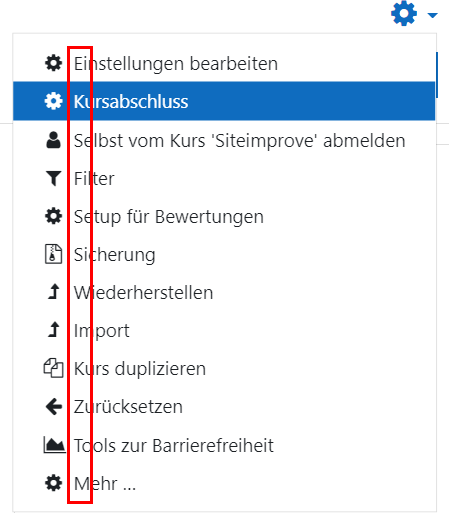 Einstellungen bearbeiten
Kursabschluss
Selbst vom Kurs 'Siteimprove' abmelden
Filter
Setup für Bewertungen
Sicherung
Wiederherstellen
Import
Kurs duplizieren
Zurücksetzen
Tools zur Barrierefreiheit
Mehr ...